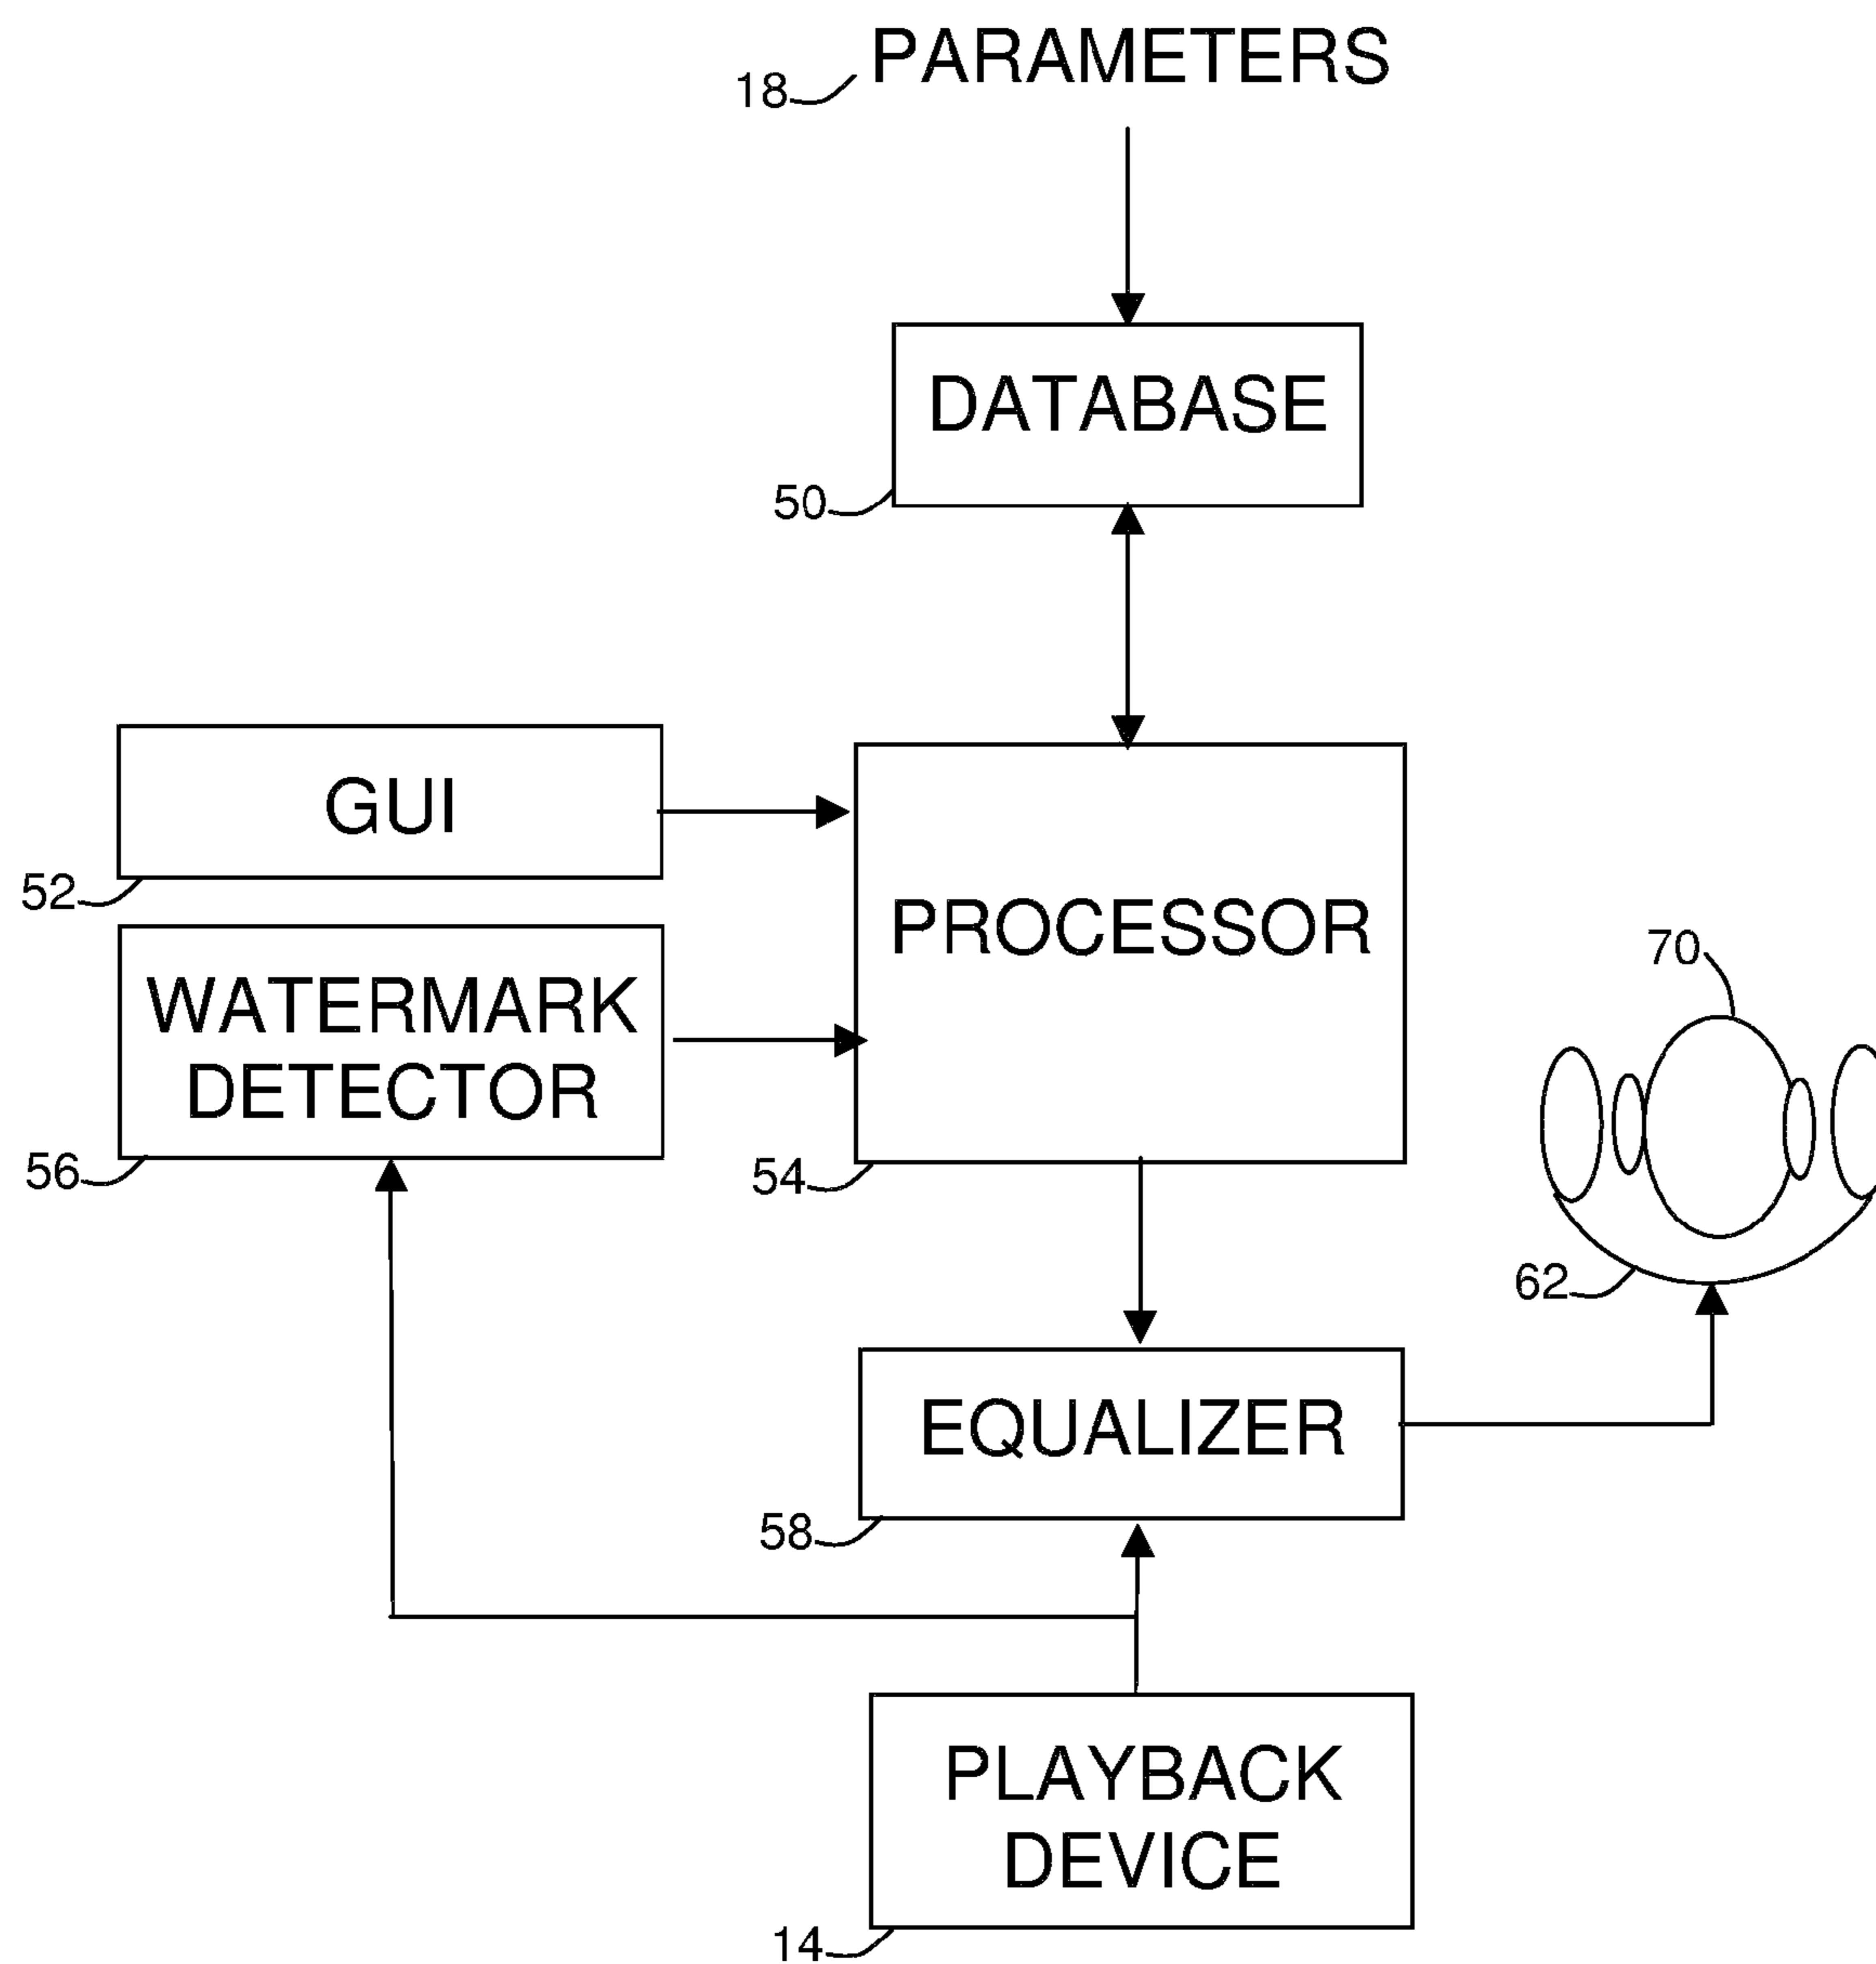 PARAMETERS
18
DATABASE
50
GUI
52
PROCESSOR
WATERMARK
DETECTOR
56
54
70
62
EQUALIZER
58
PLAYBACK
DEVICE
14